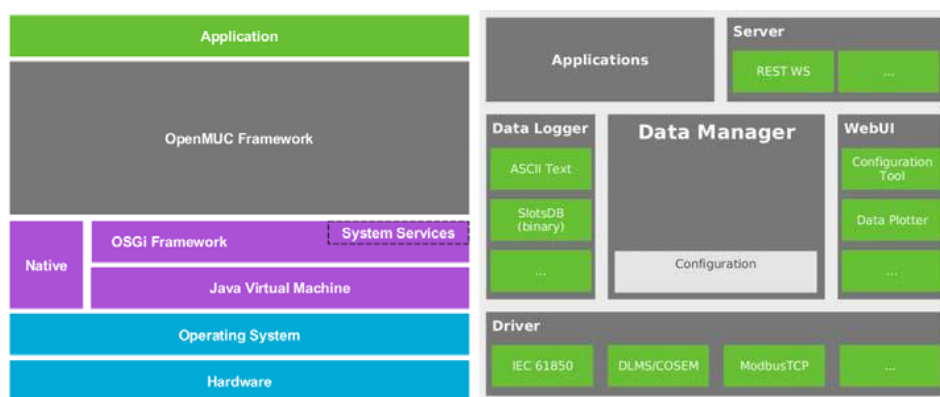 Application
OpenMUC Framework
Native
OSGi Framework
System Services
Java Virtual Machine
Operating System
Hardware
Applications
Server
REST WS
...
Data Logger
ASCII Text
SlotsDB
(binary)
...
Data Manager
Configuration
WebUI
Configuration
Tool
Data Plotter
...
Driver
IEC 61850
DLMS/COSEM
ModbusTCP
...